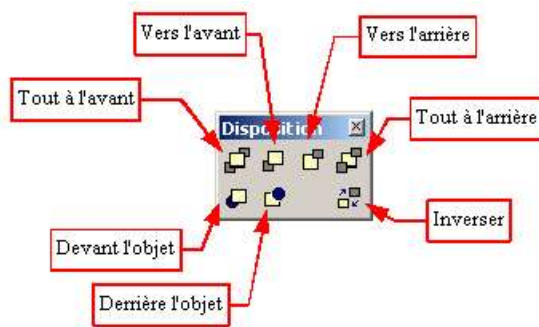 Vers l'avant
Vers l'arrière
Tout à l'avant
Tout à l'arrière
Disposition
Devant l'objet
Inverser
Derrière l'objet